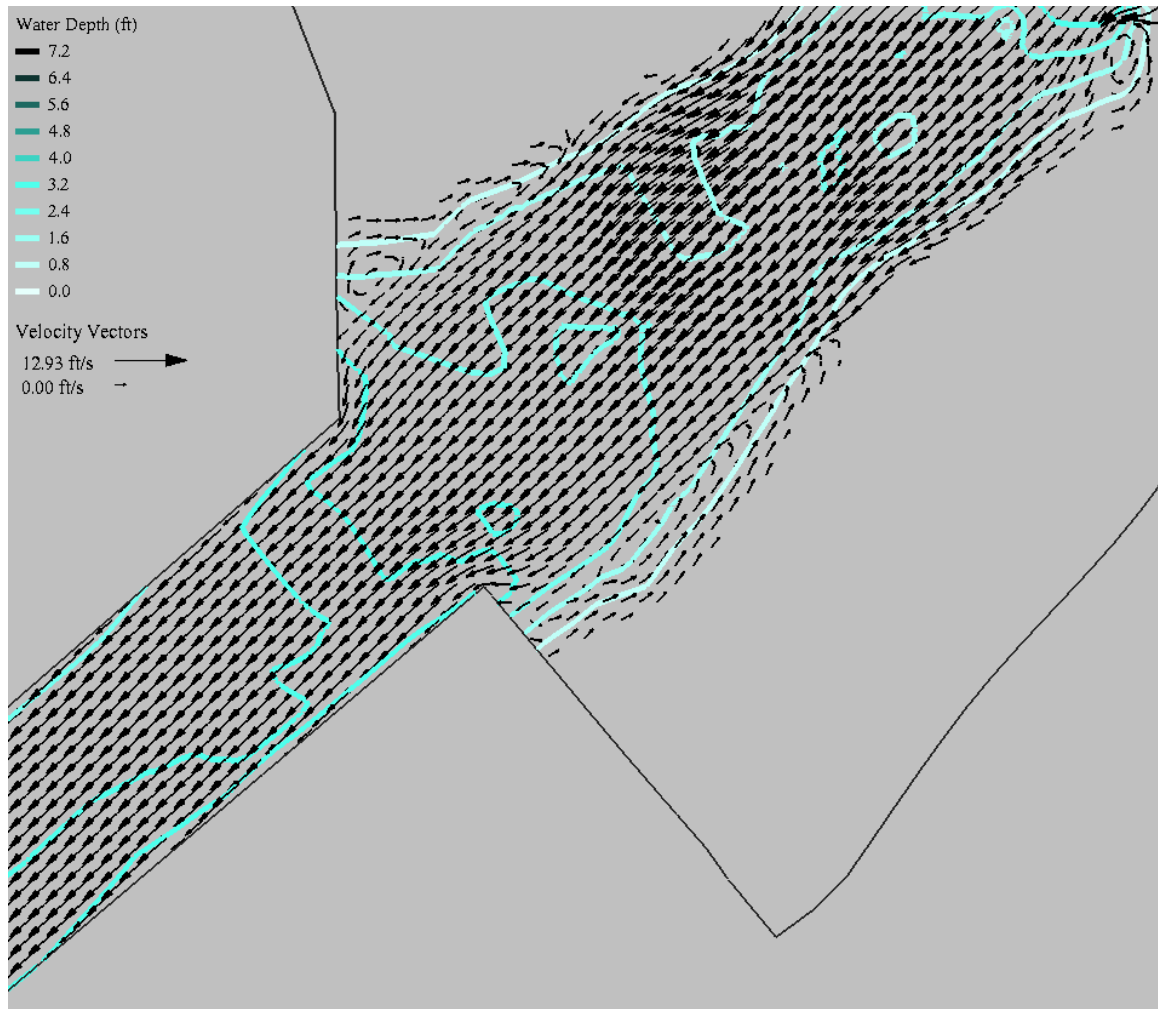 Water Depth (ft)
7.2
6.4
5.6
4.8
4.0
3.2
2.4
1.6
0.8
0.0
Velocity Vectors
12.93 ft/s
0.00 ft/s